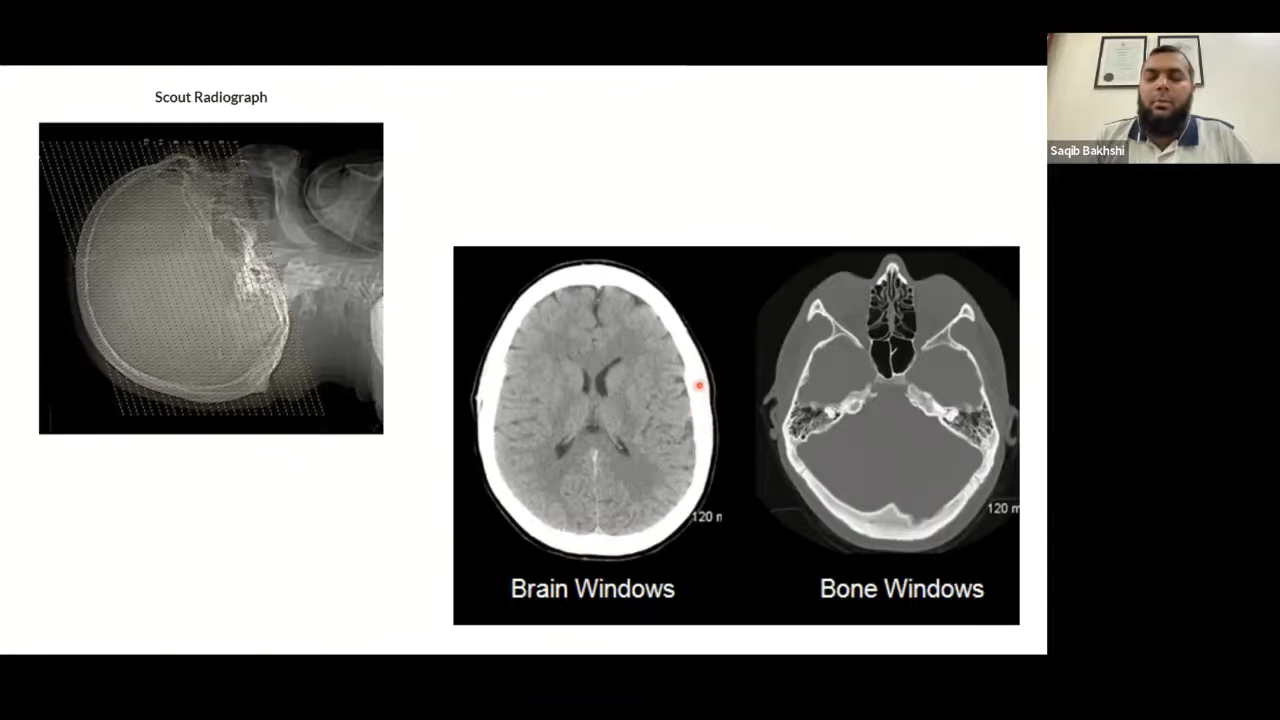 Scout Radiograph
Saqib Bakhshi
120 m
120 m
Brain Windows
Bone Windows